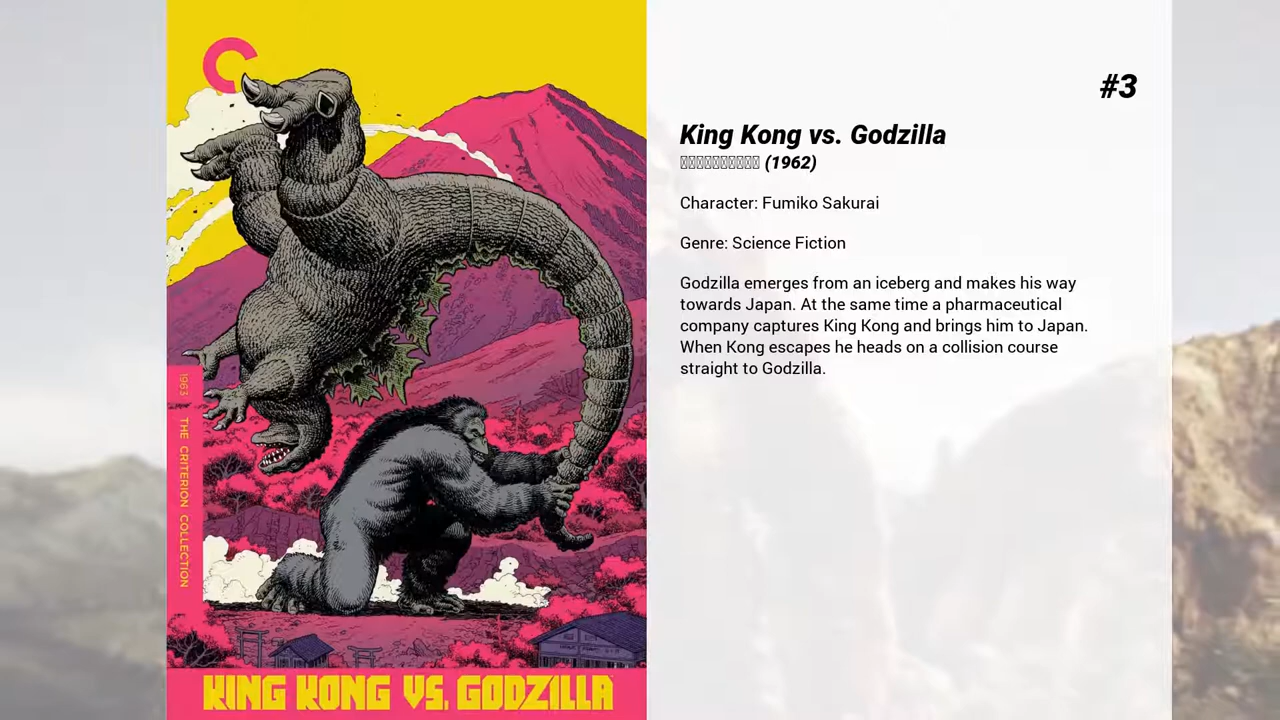 #3
King Kong vs. Godzilla
(1962)
Character: Fumiko Sakurai
Genre: Science Fiction
Godzilla emerges from an iceberg and makes his way
towards Japan. At the same time a pharmaceutical
company captures King Kong and brings him to Japan.
When Kong escapes he heads on a collision course
straight to Godzilla.
1963
THE CRITERION COLLECTION
KING KONG VS. GODZILLA